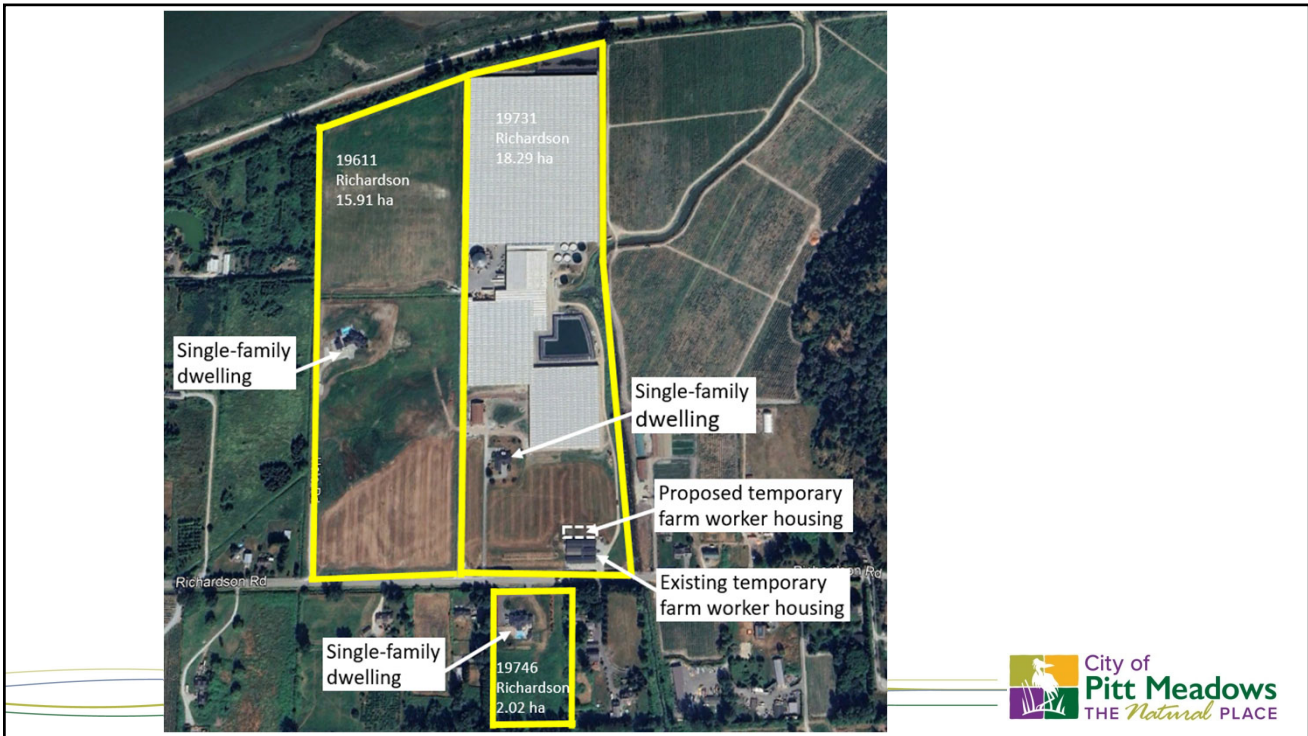 19731
Richardson
18.29 ha
19611
Richardson
15.91 ha
Single-family
dwelling
Single-family
dwelling
Proposed temporary
farm worker housing
Richardson Rd
Existing temporary
farm worker housing
Single-family
dwelling
19746
Richardson
2.02 ha
City of
Pitt Meadows
THE Natural PLACE